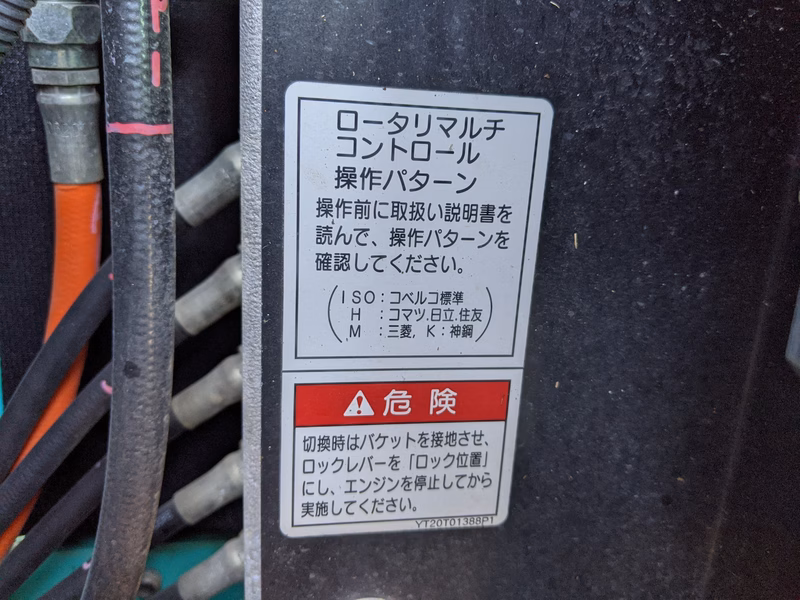 ロータリマルチ
コントロール
操作パターン
操作前に取扱い説明書を
読んで、操作パターンを
確認してください。
ISO：コベルコ標準
H ：コマツ.日立.住友
M ：三菱, K：神鋼
危険
切換時はバケットを接地させ、
ロックレバーを「ロック位置」
にし、エンジンを停止してから
実施してください。
YT20T01388P1